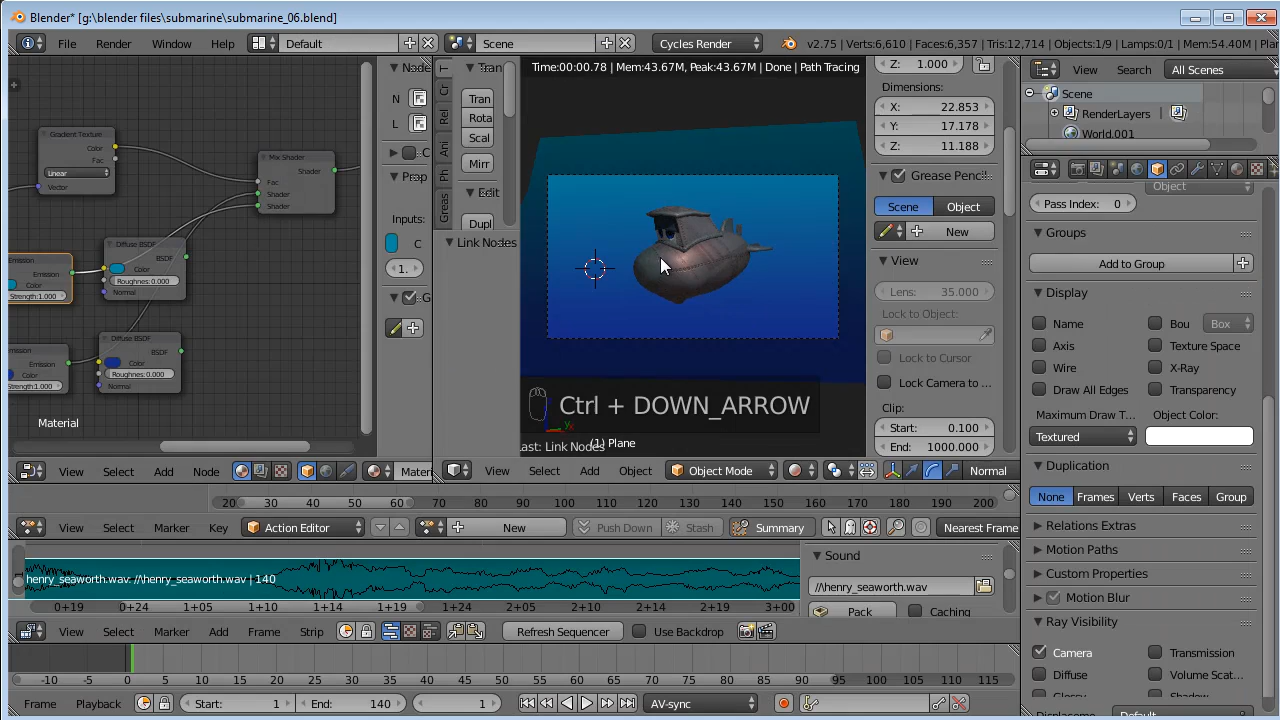 Blender* [g:\blender files\submarine\submarine_06.blend]
File Render Window Help Default Scene Cycles Render v2.75 | Verts:6,610 | Faces:6,357 | Tris:12,714 | Objects:1/9 | Lamps:0/1 | Mem:54.40M | Plan
Time:00:00.78 | Mem:43.67M, Peak:43.67M | Done | Path Tracing
View Search All Scenes
Scene
RenderLayers
World.001
Gradient Texture
Color
Fac
Linear
Vector
Mix Shader
Shader
Fac
Shader
Shader
Diffuse BSDF
BSDF
Color
Roughness: 0.000
Normal
Emission
Strength:1.000
Diffuse BSDF
BSDF
Color
Roughness: 0.000
Normal
Emission
Strength:1.000
Material
Node
N
L
C
Prop
Inputs:
C
1.
G
T
Cr
Rel
Ani
Ph
Greas
Tran
Tran
Rota
Scal
Mirr
Edit
Dupl
Link Nodes
Ctrl + DOWN_ARROW
ast: Link Nodes
(1) Plane
Z: 1.000
Dimensions:
X: 22.853
Y: 17.178
Z: 11.188
Grease Penc
Scene Object
New
View
Lens: 35.000
Lock to Object:
Lock to Cursor
Lock Camera to ...
Clip:
Start: 0.100
End: 1000.000
Object
Pass Index: 0
Groups
Add to Group
Display
Name Bou Box
Axis Texture Space
Wire X-Ray
Draw All Edges Transparency
Maximum Draw T... Object Color:
Textured
Duplication
None Frames Verts Faces Group
Relations Extras
Motion Paths
Custom Properties
Motion Blur
Ray Visibility
Camera Transmission
Diffuse Volume Scat...
View Select Add Node Materi
View Select Add Object Object Mode Normal
20 30 40 50 60 70 80 90 100 110 120 130 140 150 160 170 180 190 200
View Select Marker Key Action Editor New Push Down Stash Summary Nearest Frame
henry_seaworth.wav: //henry_seaworth.wav | 140
Sound
//henry_seaworth.wav
Pack Caching
0+19 0+24 1+05 1+10 1+14 1+19 1+24 2+05 2+10 2+14 2+19 3+00
View Select Marker Add Frame Strip Refresh Sequencer Use Backdrop
-10 -5 0 5 10 15 20 25 30 35 40 45 50 55 60 65 70 75 80 85 90 95 100 105 110 115
Frame Playback Start: 1 End: 140 1 AV-sync